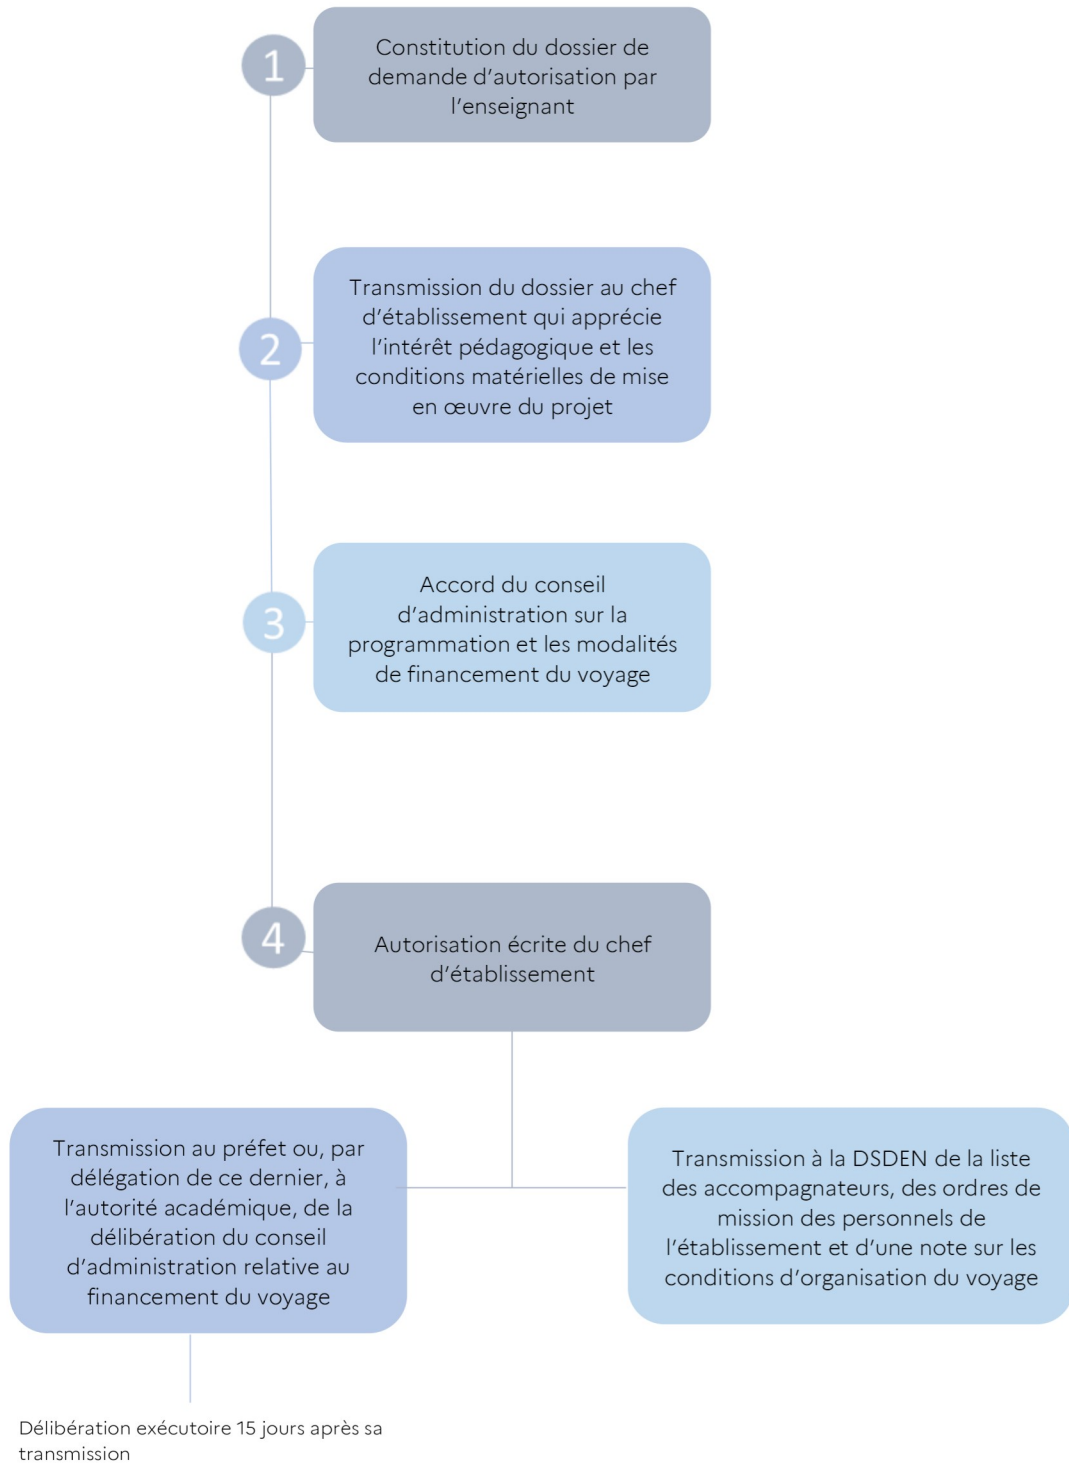 1
Constitution du dossier de
demande d’autorisation par
l’enseignant
2
Transmission du dossier au chef
d’établissement qui apprécie
l’intérêt pédagogique et les
conditions matérielles de mise
en œuvre du projet
3
Accord du conseil
d’administration sur la
programmation et les modalités
de financement du voyage
4
Autorisation écrite du chef
d’établissement
Transmission au préfet ou, par
délégation de ce dernier, à
l’autorité académique, de la
délibération du conseil
d’administration relative au
financement du voyage
Transmission à la DSDEN de la liste
des accompagnateurs, des ordres de
mission des personnels de
l’établissement et d’une note sur les
conditions d’organisation du voyage
Délibération exécutoire 15 jours après sa
transmission